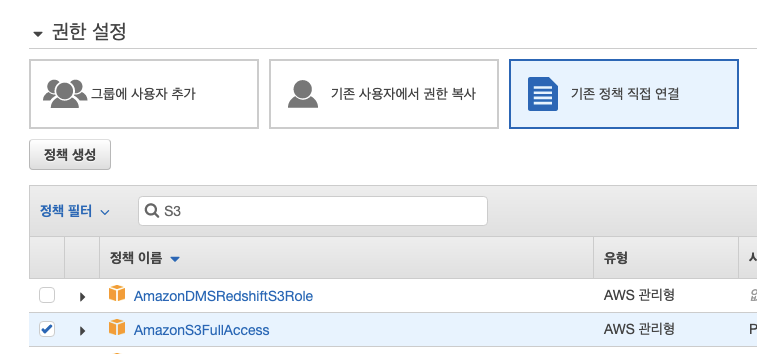 권한 설정
그룹에 사용자 추가
기존 사용자에서 권한 복사
기존 정책 직접 연결
정책 생성
정책 필터
S3
정책 이름
유형
AmazonDMSRedshiftS3Role
AWS 관리형
AmazonS3FullAccess
AWS 관리형
P